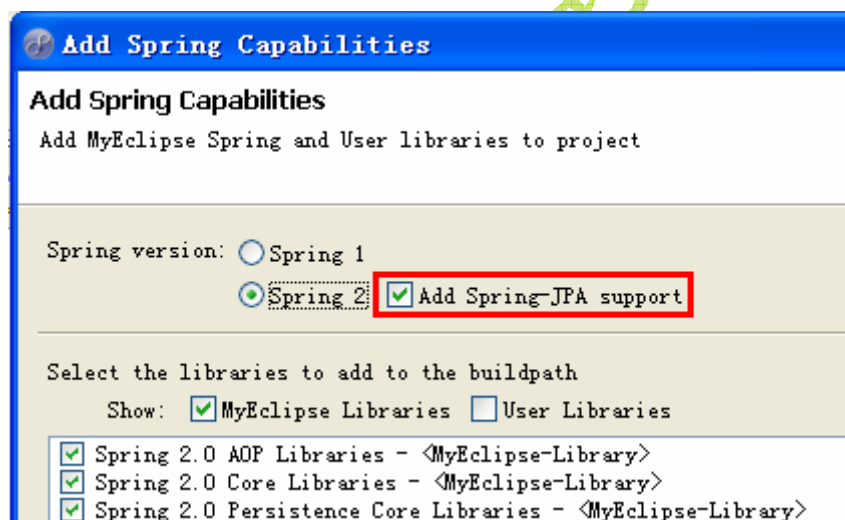 Add Spring Capabilities
Add Spring Capabilities
Add MyEclipse Spring and User libraries to project
Spring version: Spring 1
Spring 2 Add Spring-JPA support
Select the libraries to add to the buildpath
Show: MyEclipse Libraries User Libraries
Spring 2.0 AOP Libraries - <MyEclipse-Library>
Spring 2.0 Core Libraries - <MyEclipse-Library>
Spring 2.0 Persistence Core Libraries - <MyEclipse-Library>